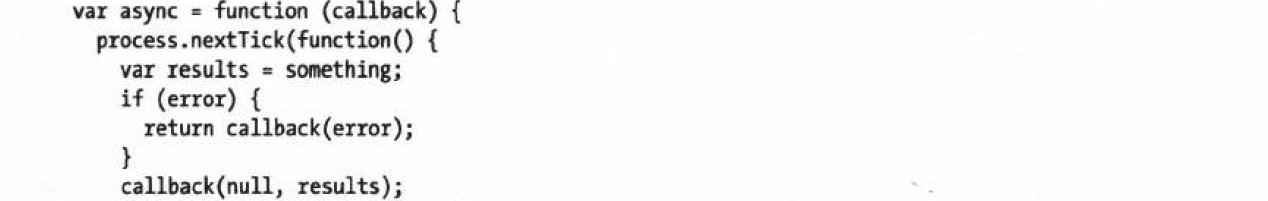 var async = function (callback) {
process.nextTick(function() {
var results = something;
if (error) {
return callback(error);
}
callback(null, results);